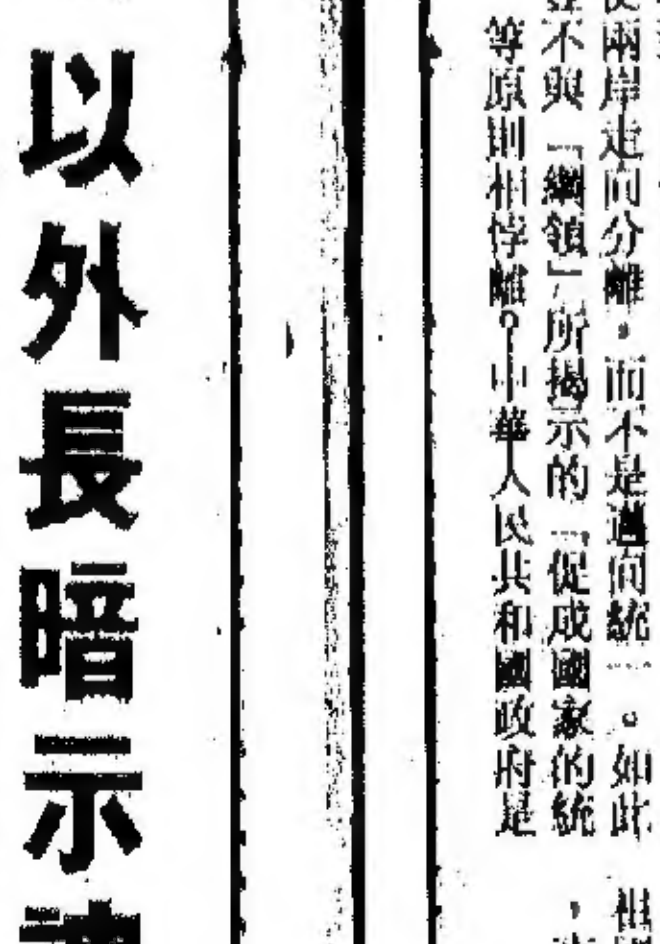 兩岸走向分離，而不是邁向統一。如此
不與「綱領」所揭示的「促成國家的統
等原則相悖離？中華人民共和國政府是
以外長暗示